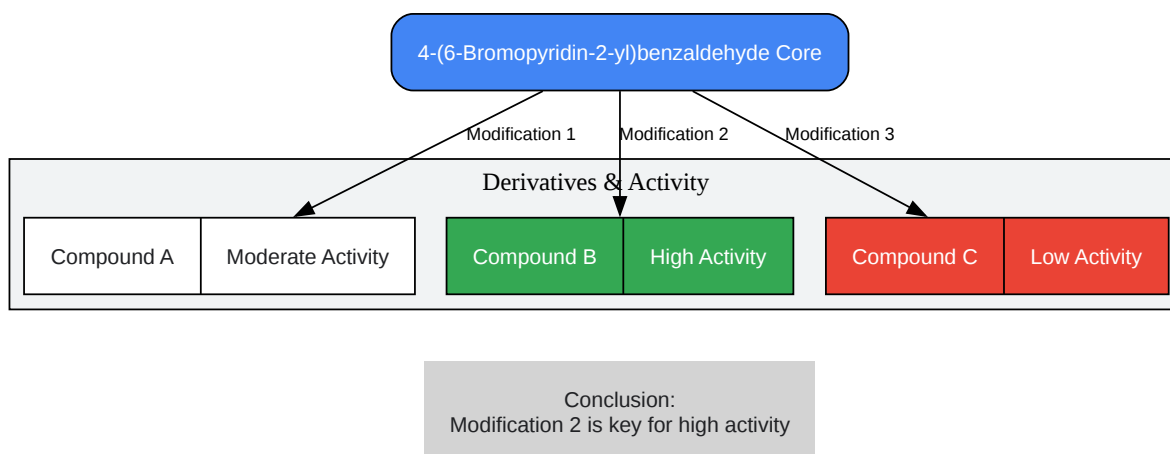 4-(6-Bromopyridin-2-yl)benzaldehyde Core
Modification 1
Modification 2
Modification 3
Derivatives & Activity
Compound A
Moderate Activity
Compound B
High Activity
Compound C
Low Activity
Conclusion:
Modification 2 is key for high activity